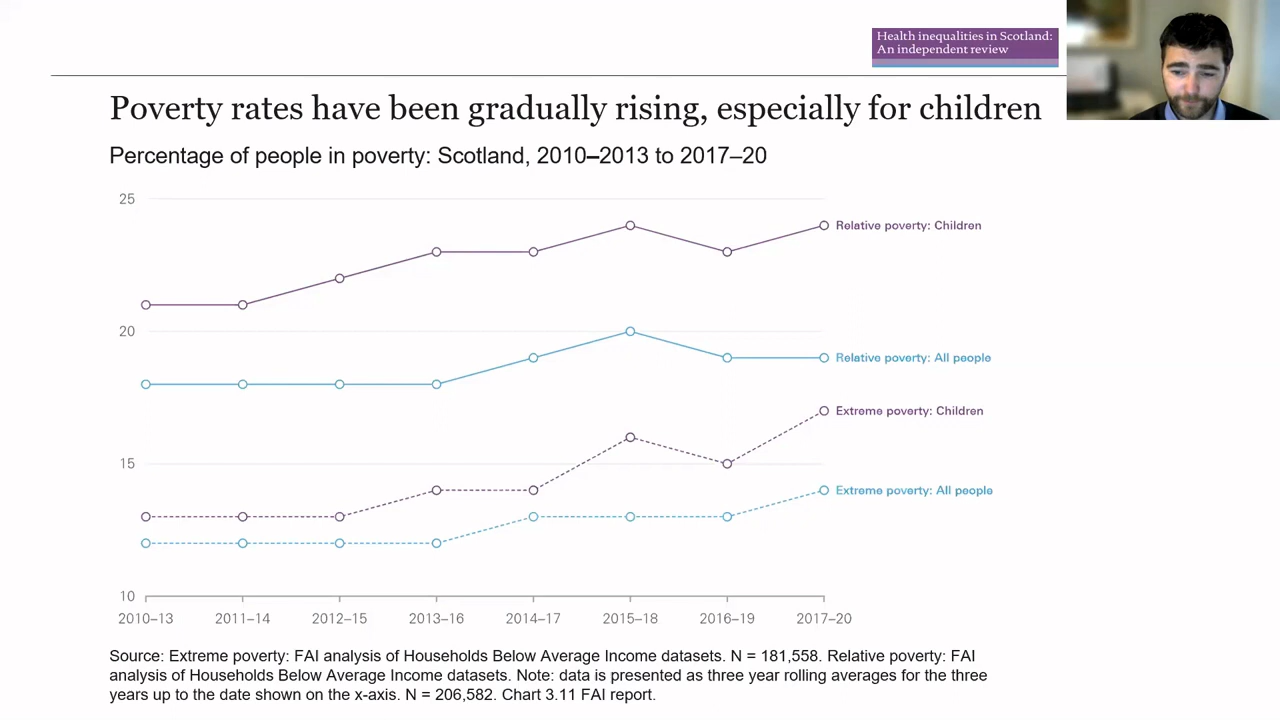 Health inequalities in Scotland:
An independent review
Poverty rates have been gradually rising, especially for children
Percentage of people in poverty: Scotland, 2010–2013 to 2017–20
25
Relative poverty: Children
20
Relative poverty: All people
Extreme poverty: Children
15
Extreme poverty: All people
10
2010–13 2011–14 2012–15 2013–16 2014–17 2015–18 2016–19 2017–20
Source: Extreme poverty: FAI analysis of Households Below Average Income datasets. N = 181,558. Relative poverty: FAI
analysis of Households Below Average Income datasets. Note: data is presented as three year rolling averages for the three
years up to the date shown on the x-axis. N = 206,582. Chart 3.11 FAI report.